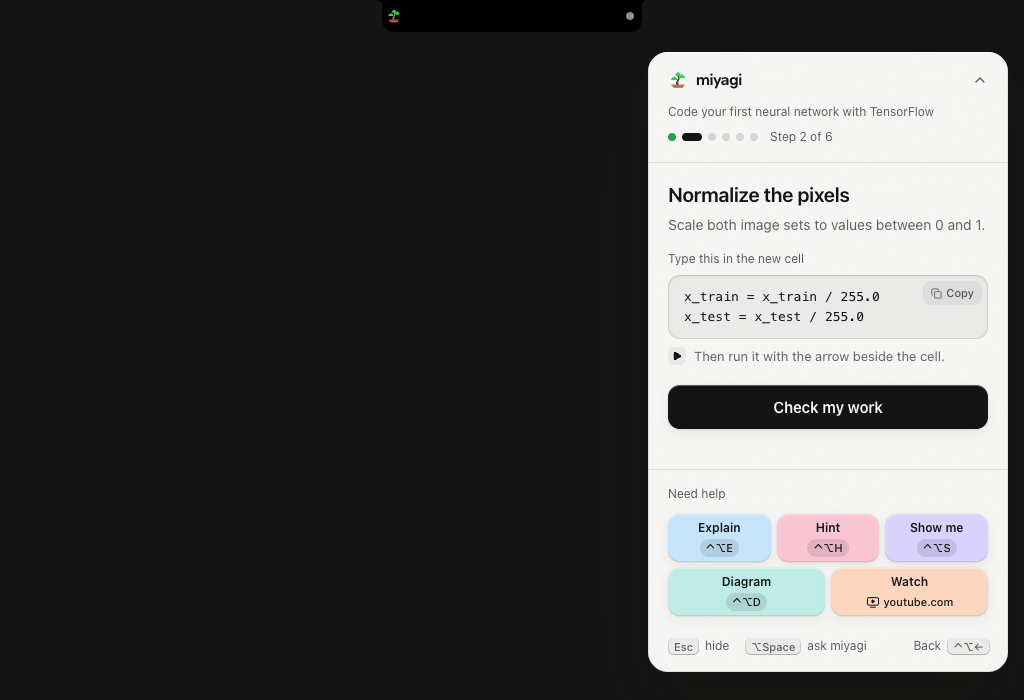 miyagi
Code your first neural network with TensorFlow
Step 2 of 6
Normalize the pixels
Scale both image sets to values between 0 and 1.
Type this in the new cell
x_train = x_train / 255.0
x_test = x_test / 255.0
Copy
Then run it with the arrow beside the cell.
Check my work
Need help
Explain
⌃⌥E
Hint
⌃⌥H
Show me
⌃⌥S
Diagram
⌃⌥D
Watch
youtube.com
Esc hide ⌥Space ask miyagi Back ⌃⌥←